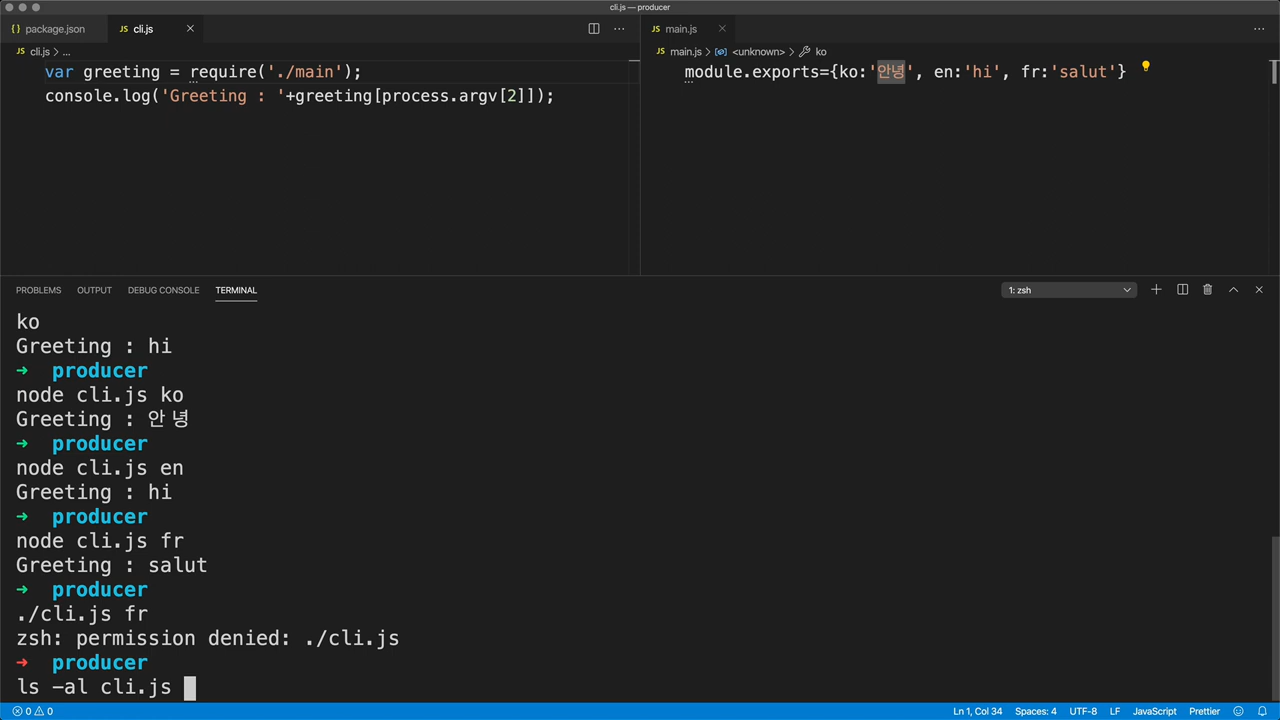 cli.js — producer
{} package.json
JS cli.js
JS main.js
JS cli.js > ...
JS main.js > <unknown> > ko
var greeting = require('./main');
console.log('Greeting : '+greeting[process.argv[2]]);
module.exports={ko:'안녕', en:'hi', fr:'salut'}
PROBLEMS OUTPUT DEBUG CONSOLE TERMINAL
1: zsh
ko
Greeting : hi
➜ producer
node cli.js ko
Greeting : 안녕
➜ producer
node cli.js en
Greeting : hi
➜ producer
node cli.js fr
Greeting : salut
➜ producer
./cli.js fr
zsh: permission denied: ./cli.js
➜ producer
ls -al cli.js
0 0
Ln 1, Col 34 Spaces: 4 UTF-8 LF JavaScript Prettier